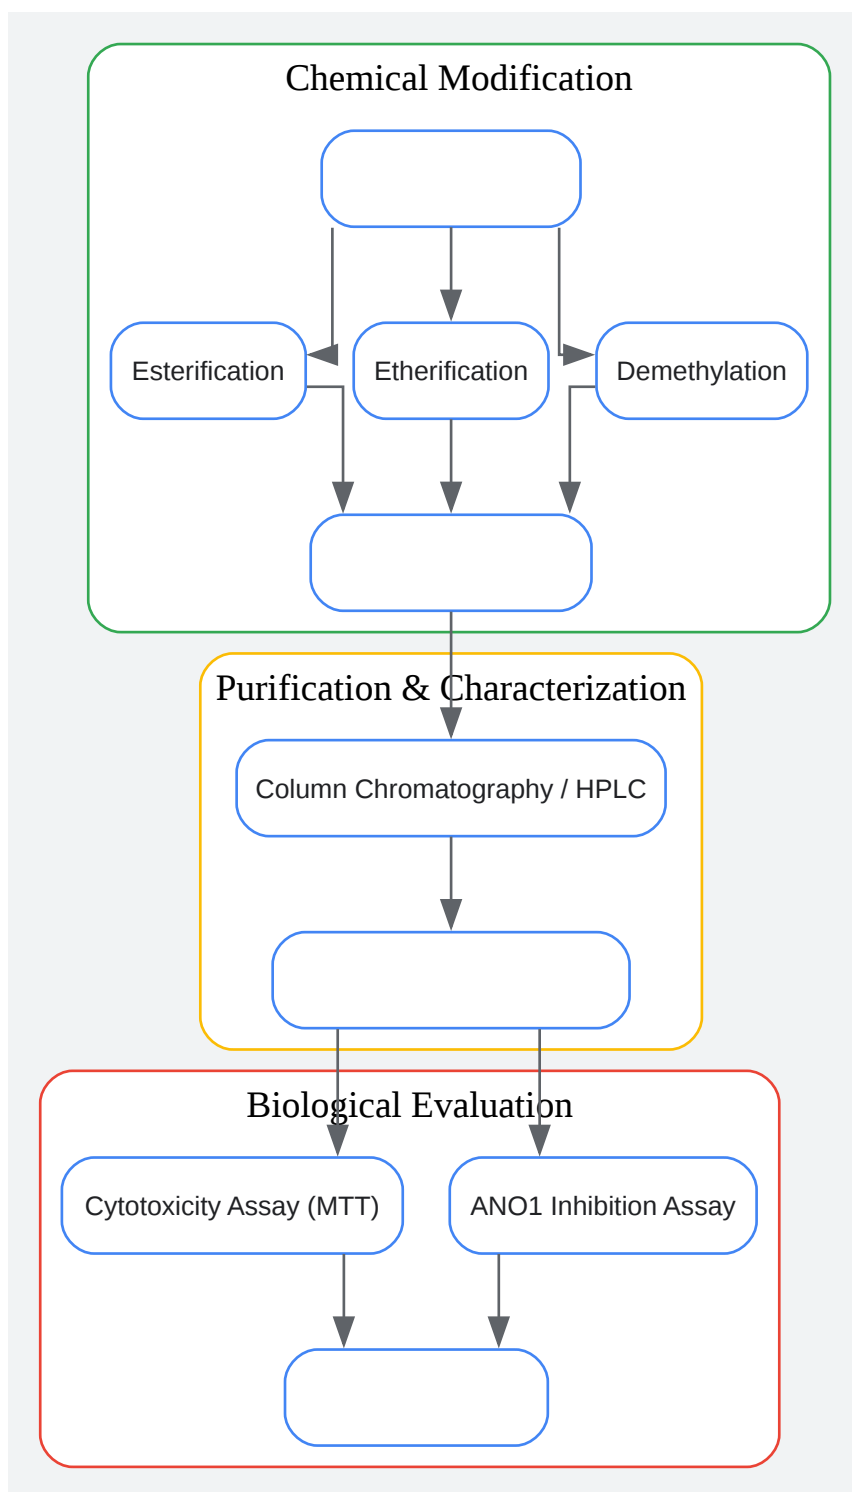 Chemical Modification
Esterification
Etherification
Demethylation
Purification & Characterization
Column Chromatography / HPLC
Biological Evaluation
Cytotoxicity Assay (MTT)
ANO1 Inhibition Assay